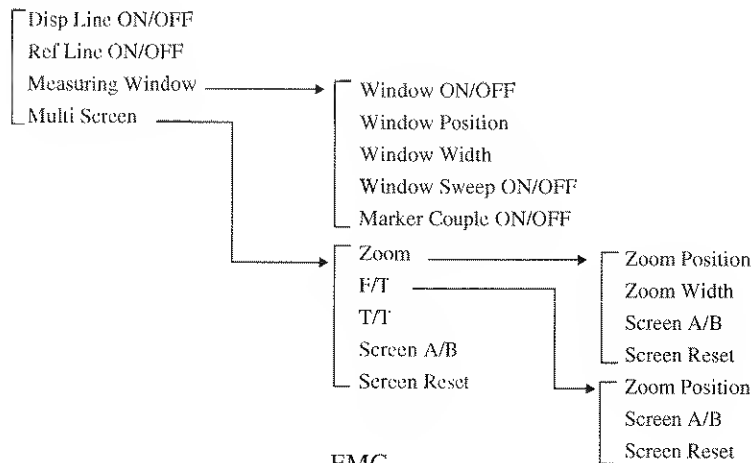 Disp Line ON/OFF
Ref Line ON/OFF
Measuring Window
Multi Screen
Window ON/OFF
Window Position
Window Width
Window Sweep ON/OFF
Marker Couple ON/OFF
Zoom
F/T
T/T
Screen A/B
Screen Reset
Zoom Position
Zoom Width
Screen A/B
Screen Reset
Zoom Position
Screen A/B
Screen Reset
EMC